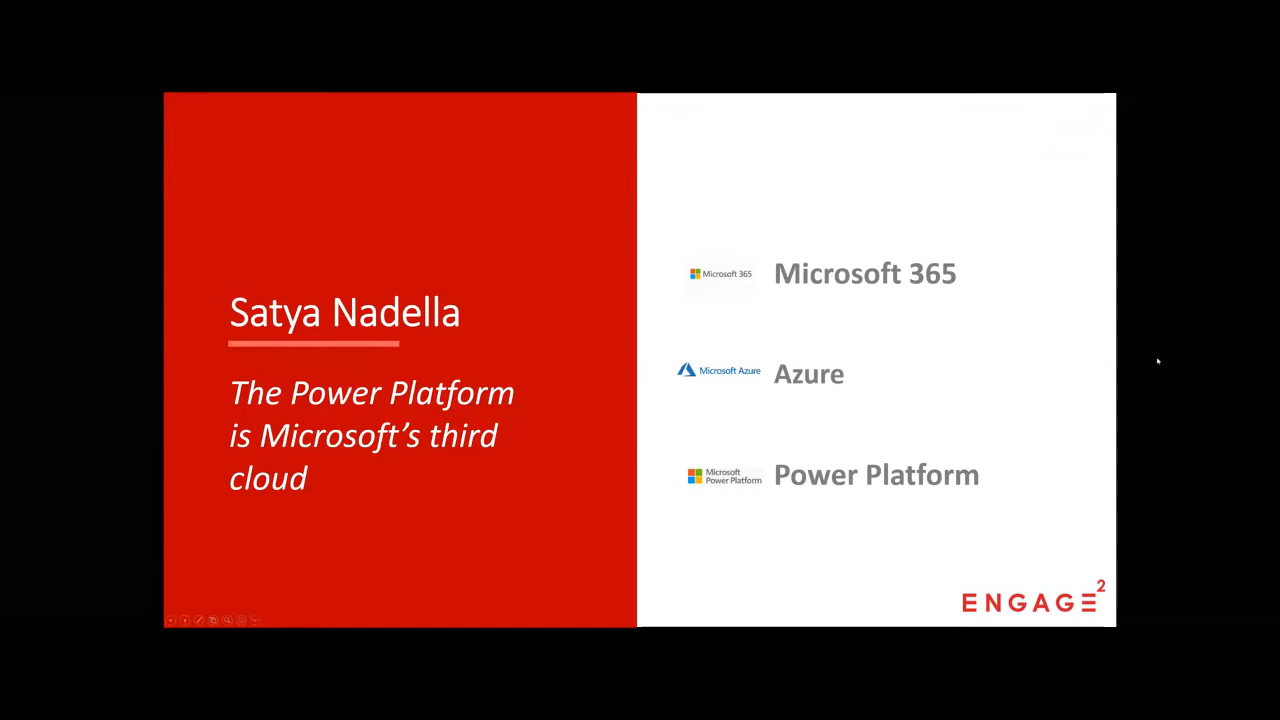 Satya Nadella
The Power Platform
is Microsoft’s third
cloud
Microsoft 365
Microsoft 365
Microsoft Azure
Azure
Microsoft
Power Platform
Power Platform
ENGAGE2